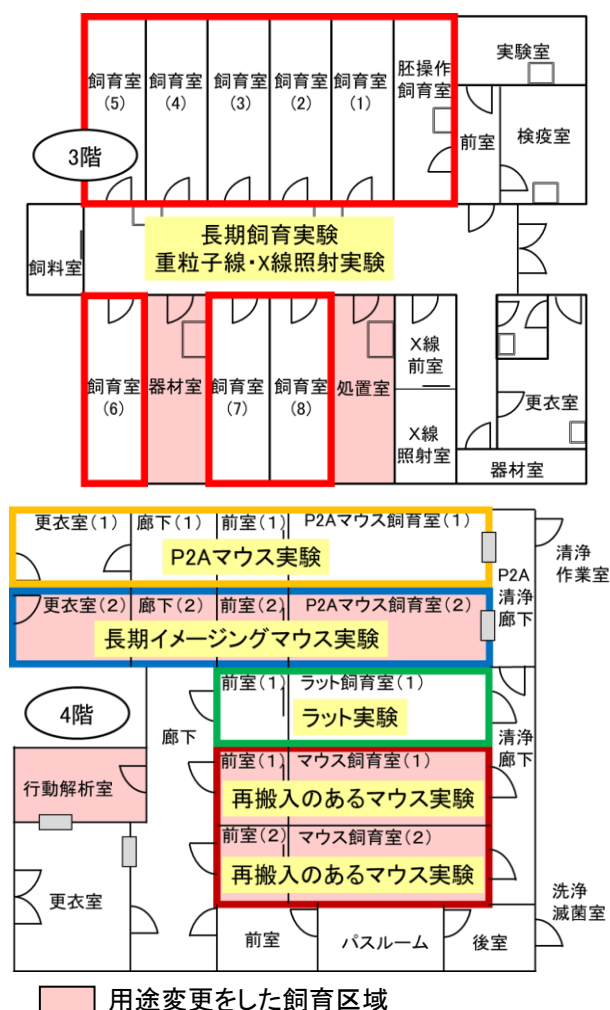 飼育室
(5)
飼育室
(4)
飼育室
(3)
飼育室
(2)
飼育室
(1)
胚操作
飼育室
実験室
前室
検疫室
3階
長期飼育実験
重粒子線・X線照射実験
飼料室
飼育室
(6)
器材室
飼育室
(7)
飼育室
(8)
処置室
X線
前室
X線
照射室
更衣室
器材室
更衣室(1)
廊下(1)
前室(1)
P2Aマウス飼育室(1)
P2Aマウス実験
清浄
作業室
P2A
清浄
廊下
更衣室(2)
廊下(2)
前室(2)
P2Aマウス飼育室(2)
長期イメージングマウス実験
4階
廊下
前室(1)
ラット飼育室(1)
ラット実験
清浄
廊下
行動解析室
前室(1)
マウス飼育室(1)
再搬入のあるマウス実験
前室(2)
マウス飼育室(2)
再搬入のあるマウス実験
更衣室
前室
パスルーム
後室
洗浄
滅菌室
用途変更をした飼育区域